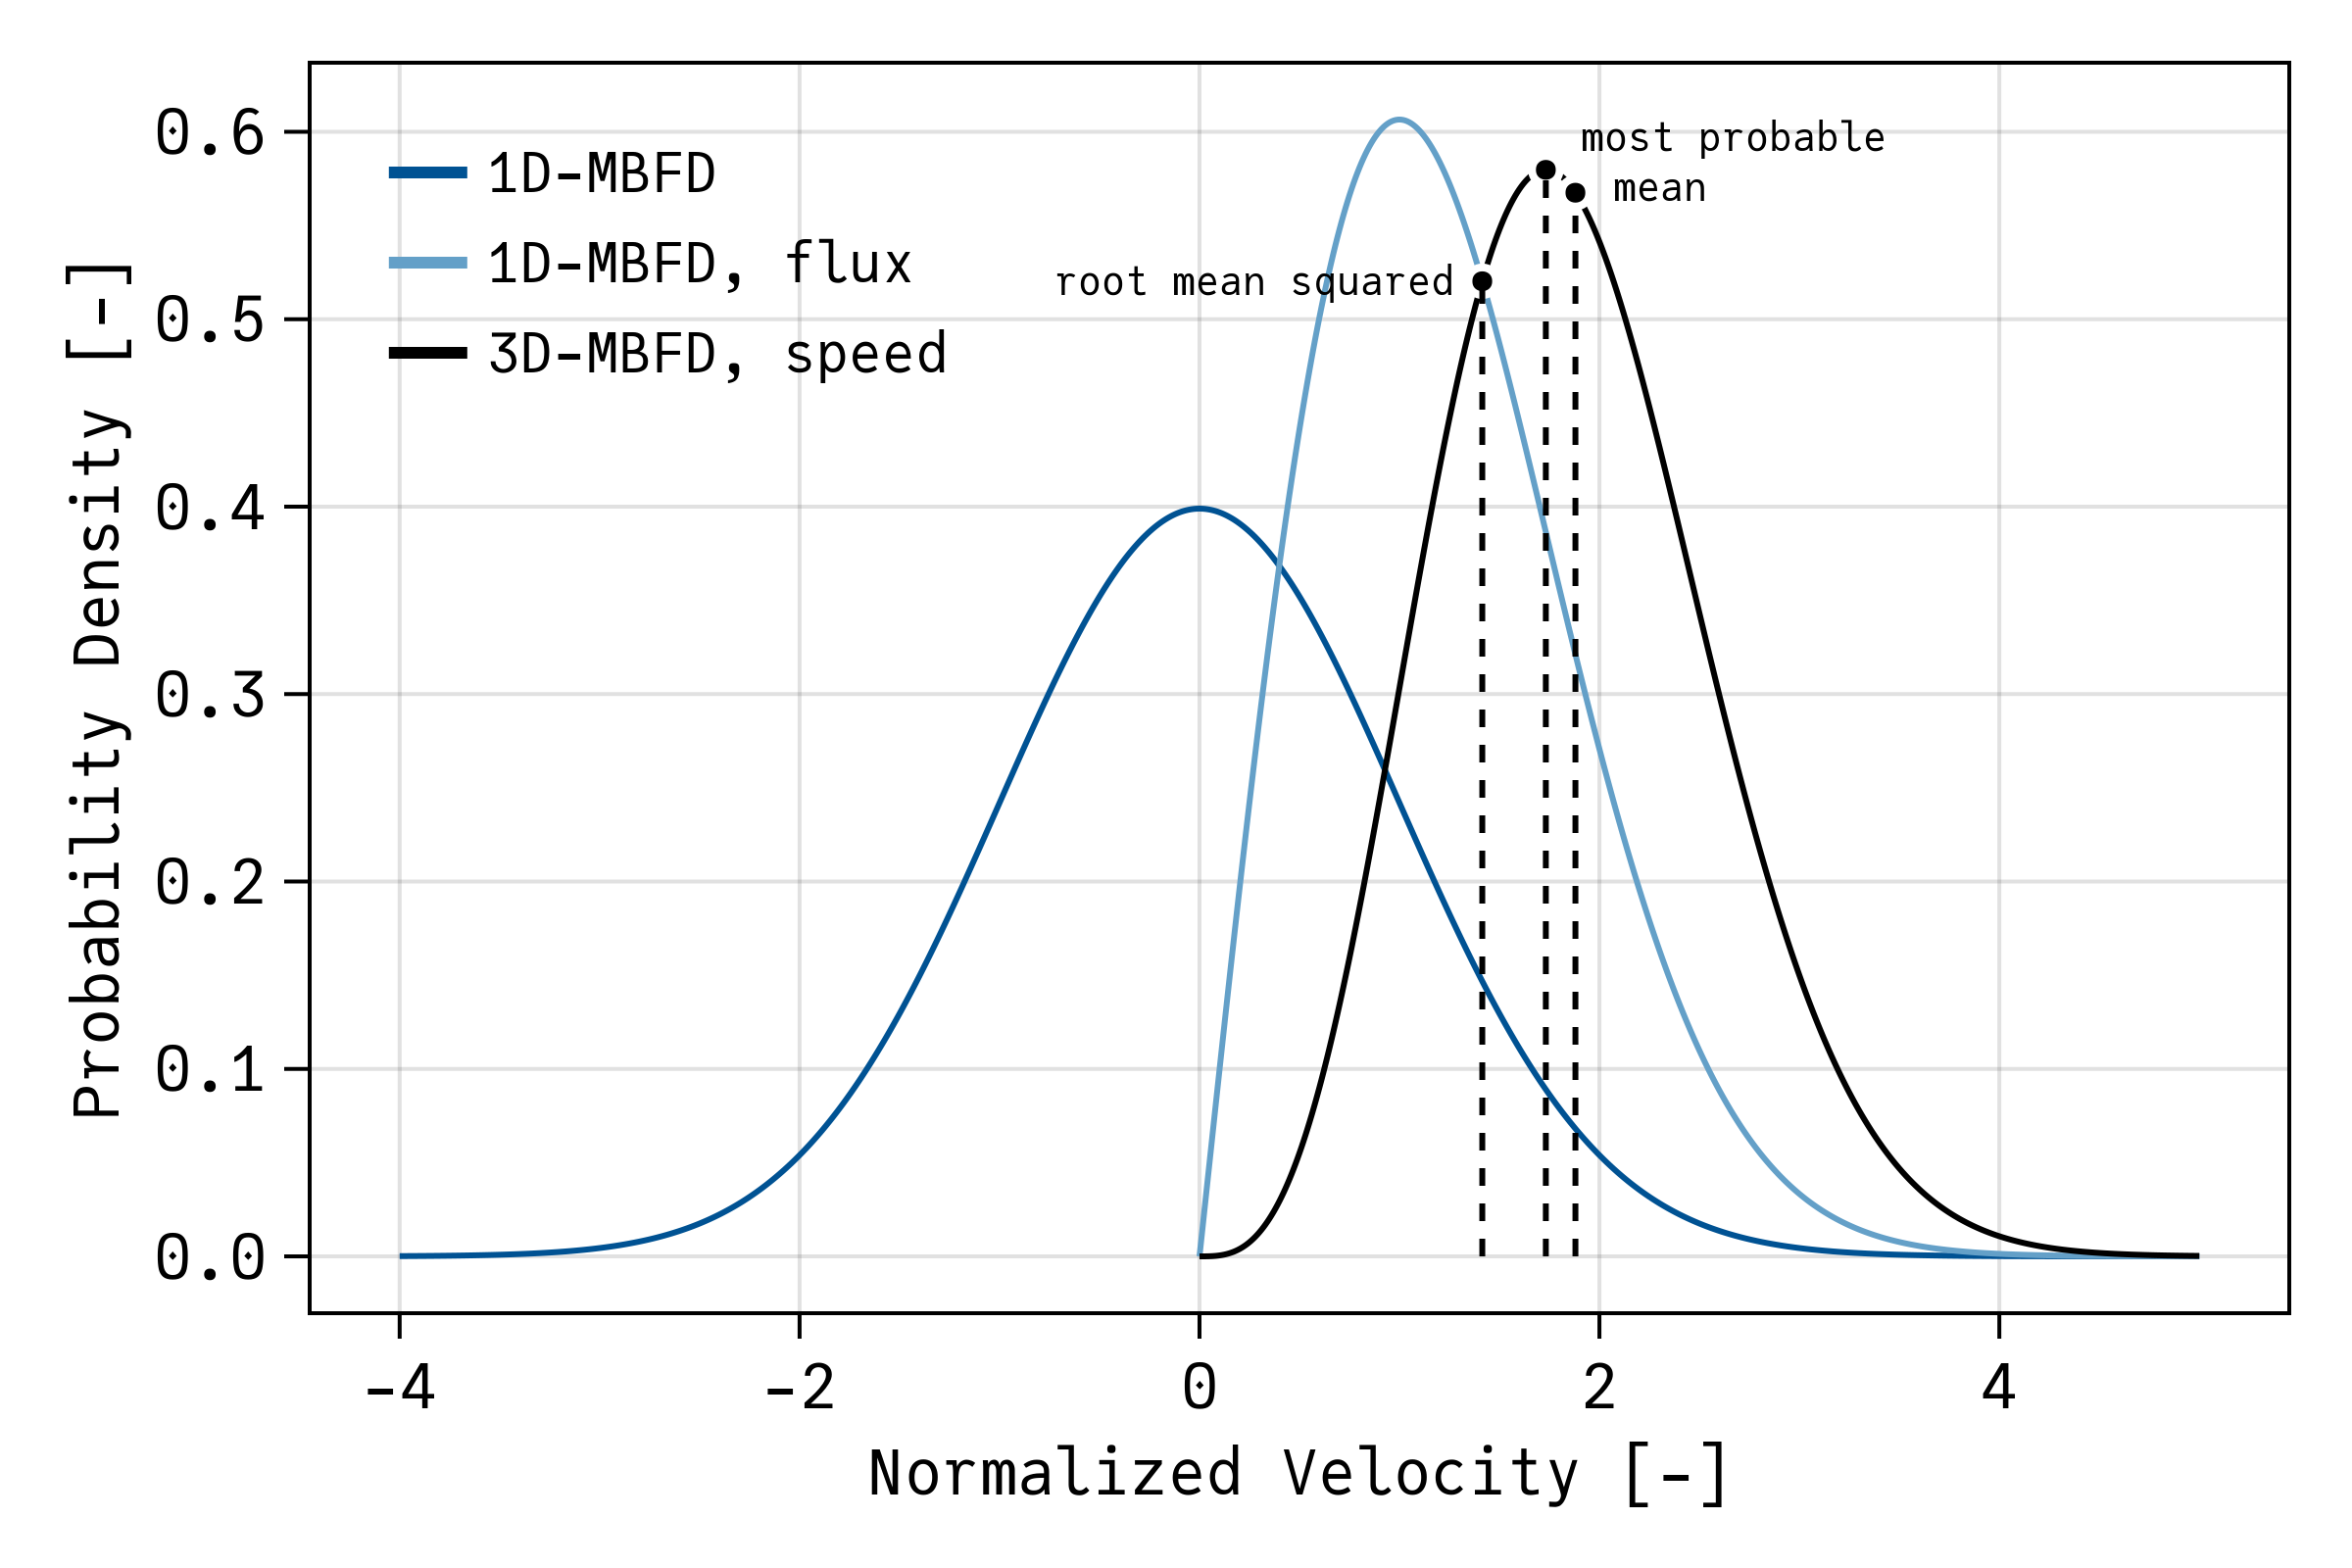 0.6
0.5
0.4
0.3
0.2
0.1
0.0
Probability Density [-]
1D-MBFD
1D-MBFD, flux
3D-MBFD, speed
most probable
mean
root mean squared
-4
-2
0
2
4
Normalized Velocity [-]